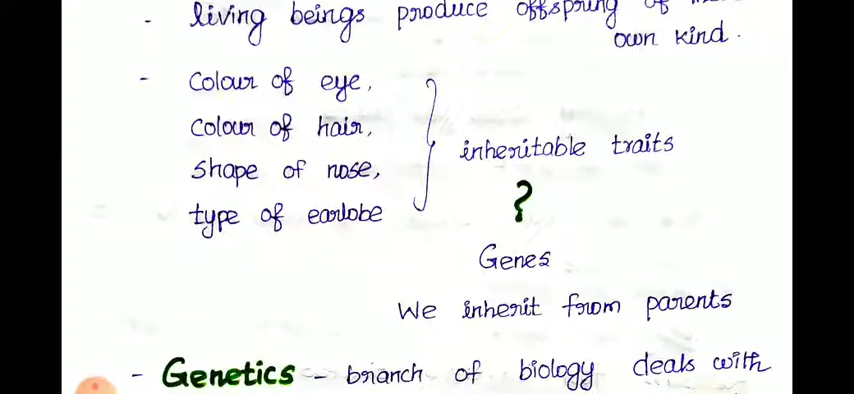 - living beings produce offspring of
own kind.
- Colour of eye,
Colour of hair,
Shape of nose,
type of earlobe
inheritable traits
?
Genes
We inherit from parents
- Genetics - branch of biology deals with